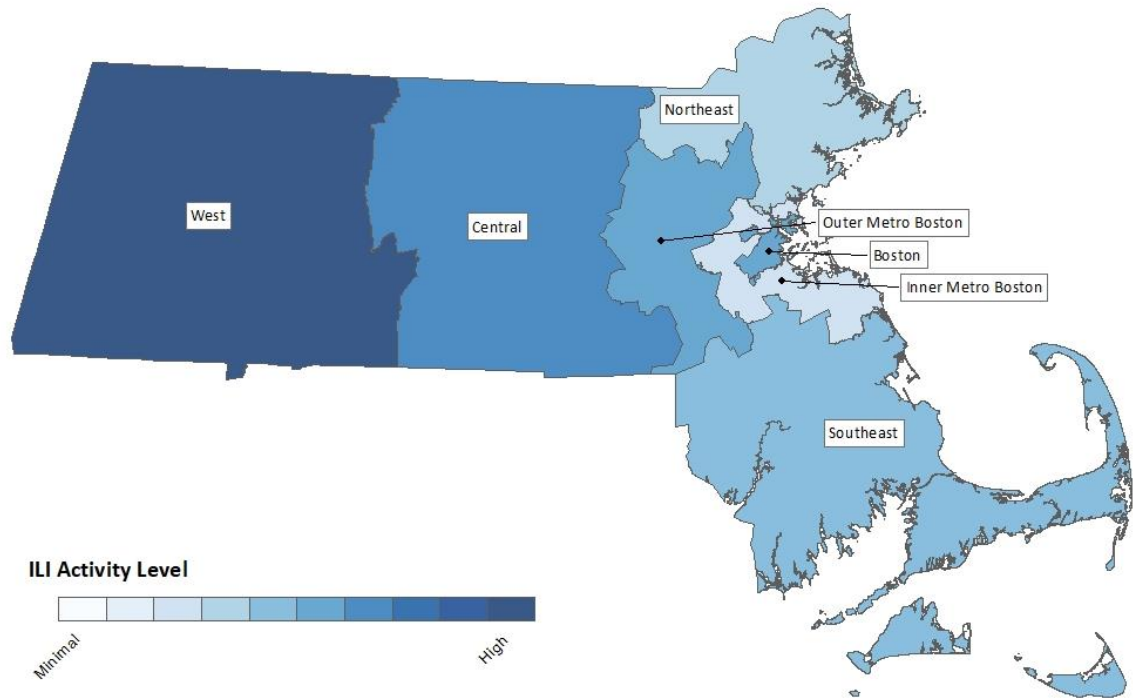 Northeast
West
Central
Outer Metro Boston
Boston
Inner Metro Boston
Southeast
ILI Activity Level
Minimal
High